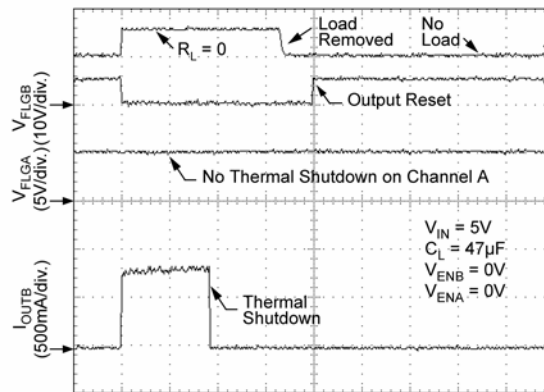 Load
Removed
No
Load
R_L = 0
V_FLGB
(10V/div.)
Output Reset
V_FLGA
(5V/div.)
No Thermal Shutdown on Channel A
V_IN = 5V
C_L = 47µF
V_ENB = 0V
V_ENA = 0V
I_OUTB
(500mA/div.)
Thermal
Shutdown